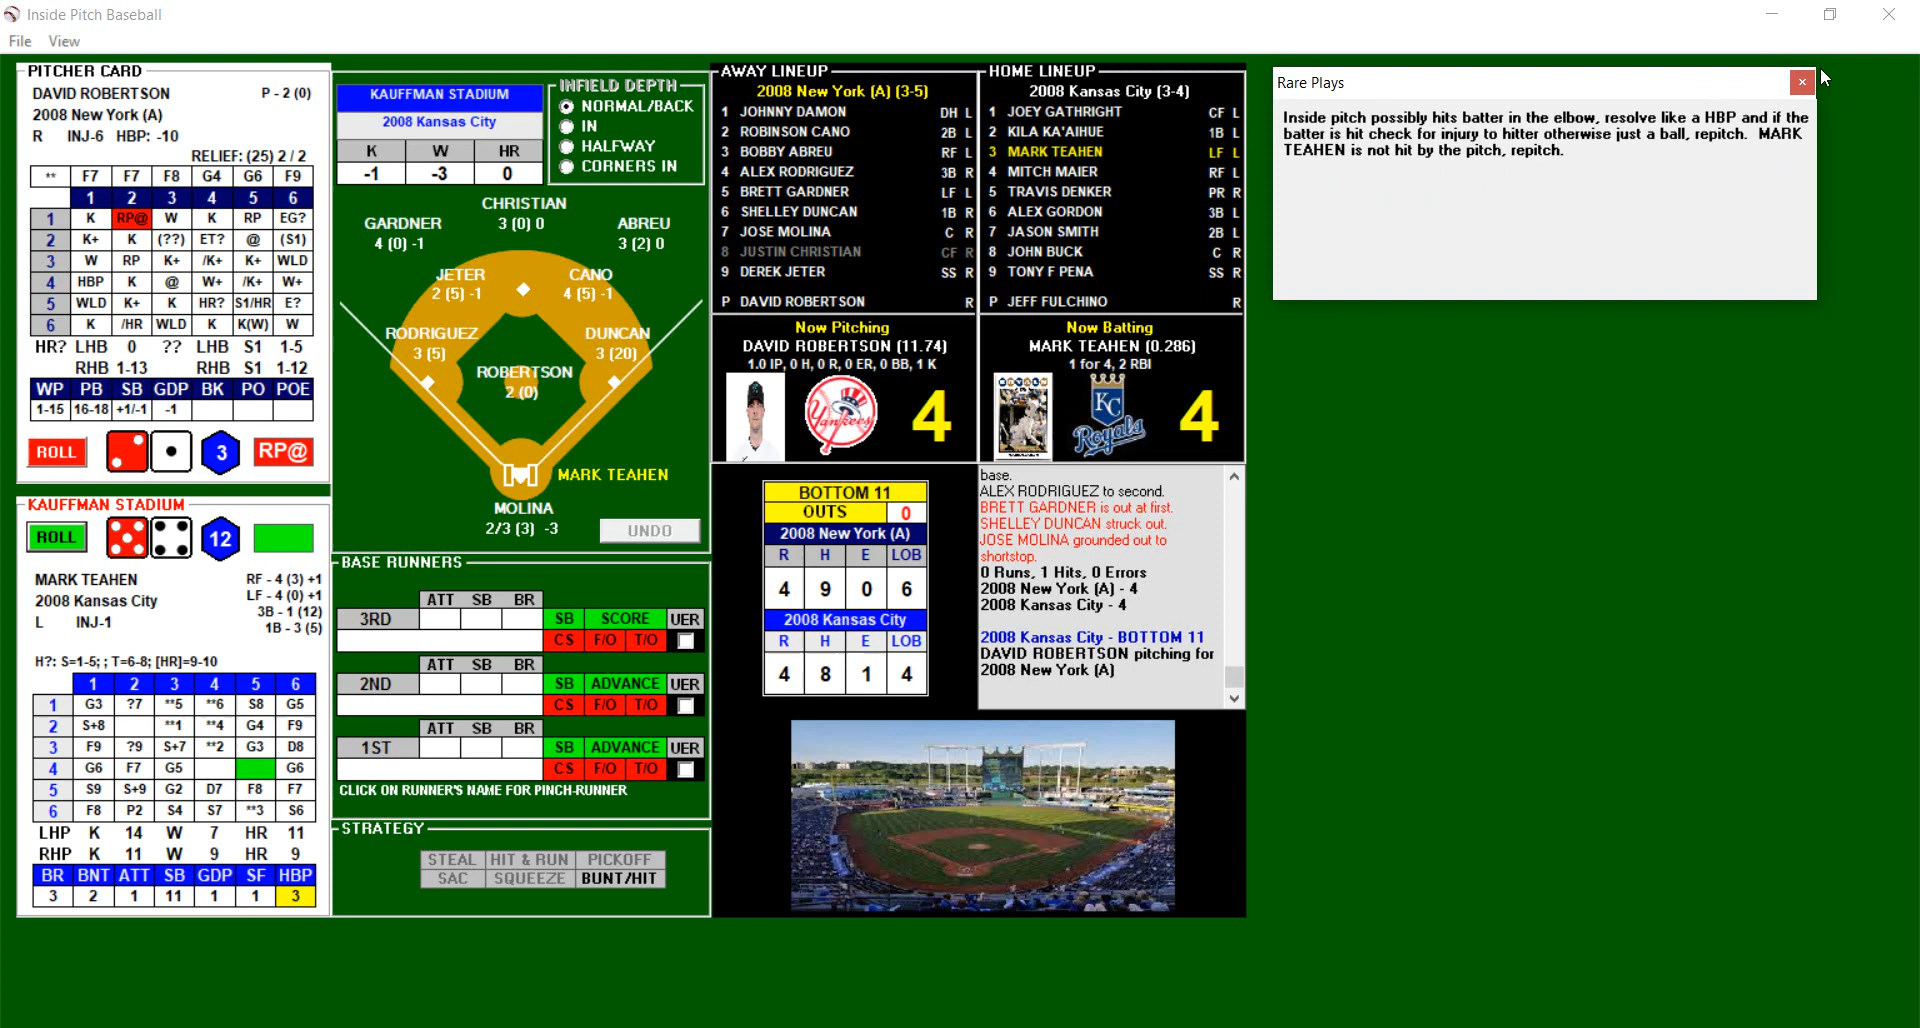 Inside Pitch Baseball
File View
PITCHER CARD
DAVID ROBERTSON P - 2 (0)
2008 New York (A)
R INJ-6 HBP: -10
RELIEF: (25) 2 / 2
** F7 F7 F8 G4 G6 F9
1 2 3 4 5 6
1 K RP@ W K RP EG?
2 K+ K (??) ET? @ (S1)
3 W RP K+ /K+ K+ WLD
4 HBP K @ W+ /K+ W+
5 WLD K+ K HR? S1/HR E?
6 K /HR WLD K K(W) W
HR? LHB 0 ?? LHB S1 1-5
RHB 1-13 RHB S1 1-12
WP PB SB GDP BK PO POE
1-15 16-18 +1/-1 -1
ROLL 3 RP@
KAUFFMAN STADIUM
ROLL 12
MARK TEAHEN RF - 4 (3) +1
2008 Kansas City LF - 4 (0) +1
3B - 1 (12)
L INJ-1 1B - 3 (5)
H?: S=1-5; ; T=6-8; [HR]=9-10
1 2 3 4 5 6
1 G3 ?7 **5 **6 S8 G5
2 S+8 **1 **4 G4 F9
3 F9 ?9 S+7 **2 G3 D8
4 G6 F7 G5 G6
5 S9 S+9 G2 D7 F8 F7
6 F8 P2 S4 S7 **3 S6
LHP K 14 W 7 HR 11
RHP K 11 W 9 HR 9
BR BNT ATT SB GDP SF HBP
3 2 1 11 1 1 3
KAUFFMAN STADIUM
2008 Kansas City
K W HR
-1 -3 0
INFIELD DEPTH
NORMAL/BACK
IN
HALFWAY
CORNERS IN
CHRISTIAN
3 (0) 0
GARDNER
4 (0) -1
ABREU
3 (2) 0
JETER
2 (5) -1
CANO
4 (5) -1
RODRIGUEZ
3 (5)
DUNCAN
3 (20)
ROBERTSON
2 (0)
MARK TEAHEN
MOLINA
2/3 (3) -3
UNDO
BASE RUNNERS
ATT SB BR
3RD SB SCORE UER
CS F/O T/O
ATT SB BR
2ND SB ADVANCE UER
CS F/O T/O
ATT SB BR
1ST SB ADVANCE UER
CS F/O T/O
CLICK ON RUNNER'S NAME FOR PINCH-RUNNER
STRATEGY
STEAL HIT & RUN PICKOFF
SAC SQUEEZE BUNT/HIT
AWAY LINEUP
2008 New York (A) (3-5)
1 JOHNNY DAMON DH L
2 ROBINSON CANO 2B L
3 BOBBY ABREU RF L
4 ALEX RODRIGUEZ 3B R
5 BRETT GARDNER LF L
6 SHELLEY DUNCAN 1B R
7 JOSE MOLINA C R
8 JUSTIN CHRISTIAN CF R
9 DEREK JETER SS R
P DAVID ROBERTSON R
Now Pitching
DAVID ROBERTSON (11.74)
1.0 IP, 0 H, 0 R, 0 ER, 0 BB, 1 K
Yankees
4
HOME LINEUP
2008 Kansas City (3-4)
1 JOEY GATHRIGHT CF L
2 KILA KA'AIHUE 1B L
3 MARK TEAHEN LF L
4 MITCH MAIER RF L
5 TRAVIS DENKER PR R
6 ALEX GORDON 3B L
7 JASON SMITH 2B L
8 JOHN BUCK C R
9 TONY F PENA SS R
P JEFF FULCHINO R
Now Batting
MARK TEAHEN (0.286)
1 for 4, 2 RBI
ROYALS
KC
Royals
4
BOTTOM 11
OUTS 0
2008 New York (A)
R H E LOB
4 9 0 6
2008 Kansas City
R H E LOB
4 8 1 4
base.
ALEX RODRIGUEZ to second.
BRETT GARDNER is out at first.
SHELLEY DUNCAN struck out.
JOSE MOLINA grounded out to
shortstop.
0 Runs, 1 Hits, 0 Errors
2008 New York (A) - 4
2008 Kansas City - 4
2008 Kansas City - BOTTOM 11
DAVID ROBERTSON pitching for
2008 New York (A)
Rare Plays
Inside pitch possibly hits batter in the elbow, resolve like a HBP and if the
batter is hit check for injury to hitter otherwise just a ball, repitch. MARK
TEAHEN is not hit by the pitch, repitch.